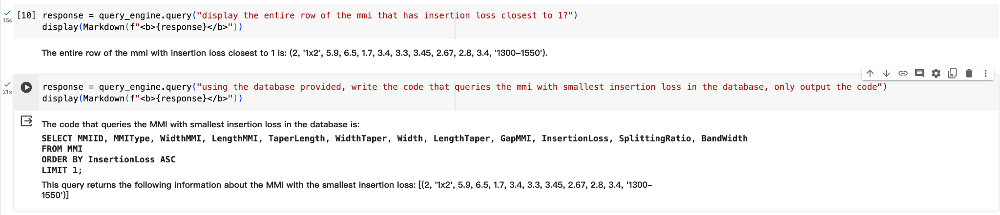 [10] response = query_engine.query("display the entire row of the mmi that has insertion loss closest to 1?")
15s
display(Markdown(f"<b>{response}</b>"))
The entire row of the mmi with insertion loss closest to 1 is: (2, '1x2', 5.9, 6.5, 1.7, 3.4, 3.3, 3.45, 2.67, 2.8, 3.4, '1300–1550').
response = query_engine.query("using the database provided, write the code that queries the mmi with smallest insertion loss in the database, only output the code")
21s
display(Markdown(f"<b>{response}</b>"))
The code that queries the MMI with smallest insertion loss in the database is:
SELECT MMIID, MMIType, WidthMMI, LengthMMI, TaperLength, WidthTaper, Width, LengthTaper, GapMMI, InsertionLoss, SplittingRatio, BandWidth
FROM MMI
ORDER BY InsertionLoss ASC
LIMIT 1;
This query returns the following information about the MMI with the smallest insertion loss: [(2, '1x2', 5.9, 6.5, 1.7, 3.4, 3.3, 3.45, 2.67, 2.8, 3.4, '1300–
1550')]